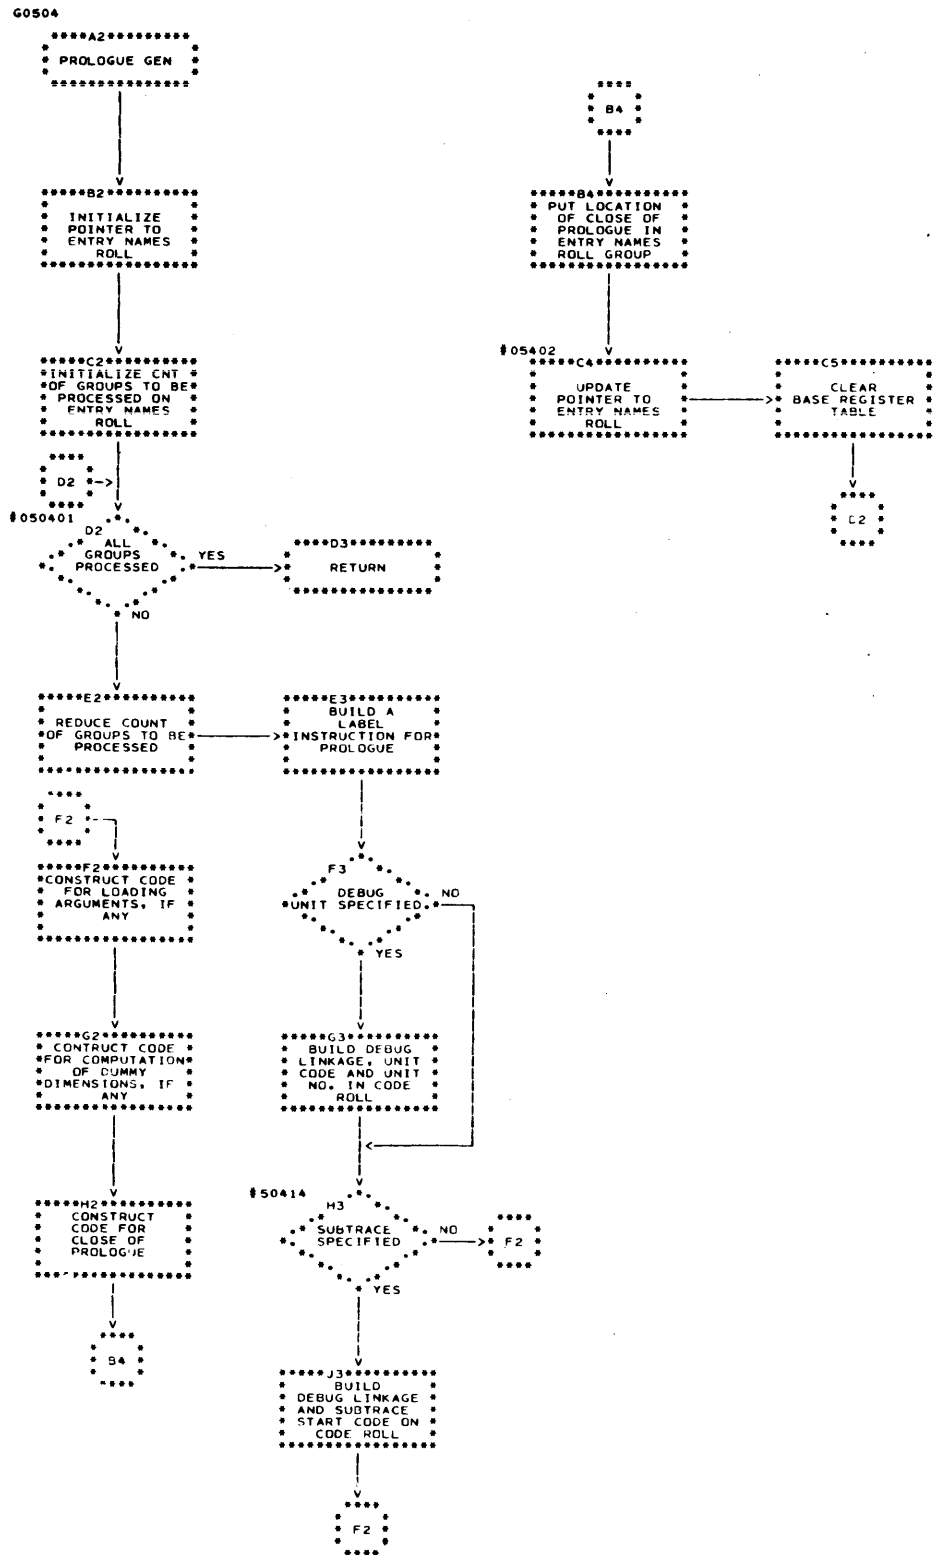 G0504
A2
PROLOGUE GEN
B2
INITIALIZE
POINTER TO
ENTRY NAMES
ROLL
C2
INITIALIZE CNT
OF GROUPS TO BE
PROCESSED ON
ENTRY NAMES
ROLL
D2
#050401
D2
ALL
GROUPS
PROCESSED
YES
NO
D3
RETURN
E2
REDUCE COUNT
OF GROUPS TO BE
PROCESSED
E3
BUILD A
LABEL
INSTRUCTION FOR
PROLOGUE
F2
F2
CONSTRUCT CODE
FOR LOADING
ARGUMENTS, IF
ANY
F3
DEBUG
UNIT SPECIFIED
NO
YES
G2
CONTRUCT CODE
FOR COMPUTATION
OF DUMMY
DIMENSIONS, IF
ANY
G3
BUILD DEBUG
LINKAGE, UNIT
CODE AND UNIT
NO. IN CODE
ROLL
H2
CONSTRUCT
CODE FOR
CLOSE OF
PROLOGUE
#50414
H3
SUBTRACE
SPECIFIED
NO
YES
F2
B4
J3
BUILD
DEBUG LINKAGE
AND SUBTRACE
START CODE ON
CODE ROLL
F2
B4
B4
PUT LOCATION
OF CLOSE OF
PROLOGUE IN
ENTRY NAMES
ROLL GROUP
#05402
C4
UPDATE
POINTER TO
ENTRY NAMES
ROLL
C5
CLEAR
BASE REGISTER
TABLE
D2